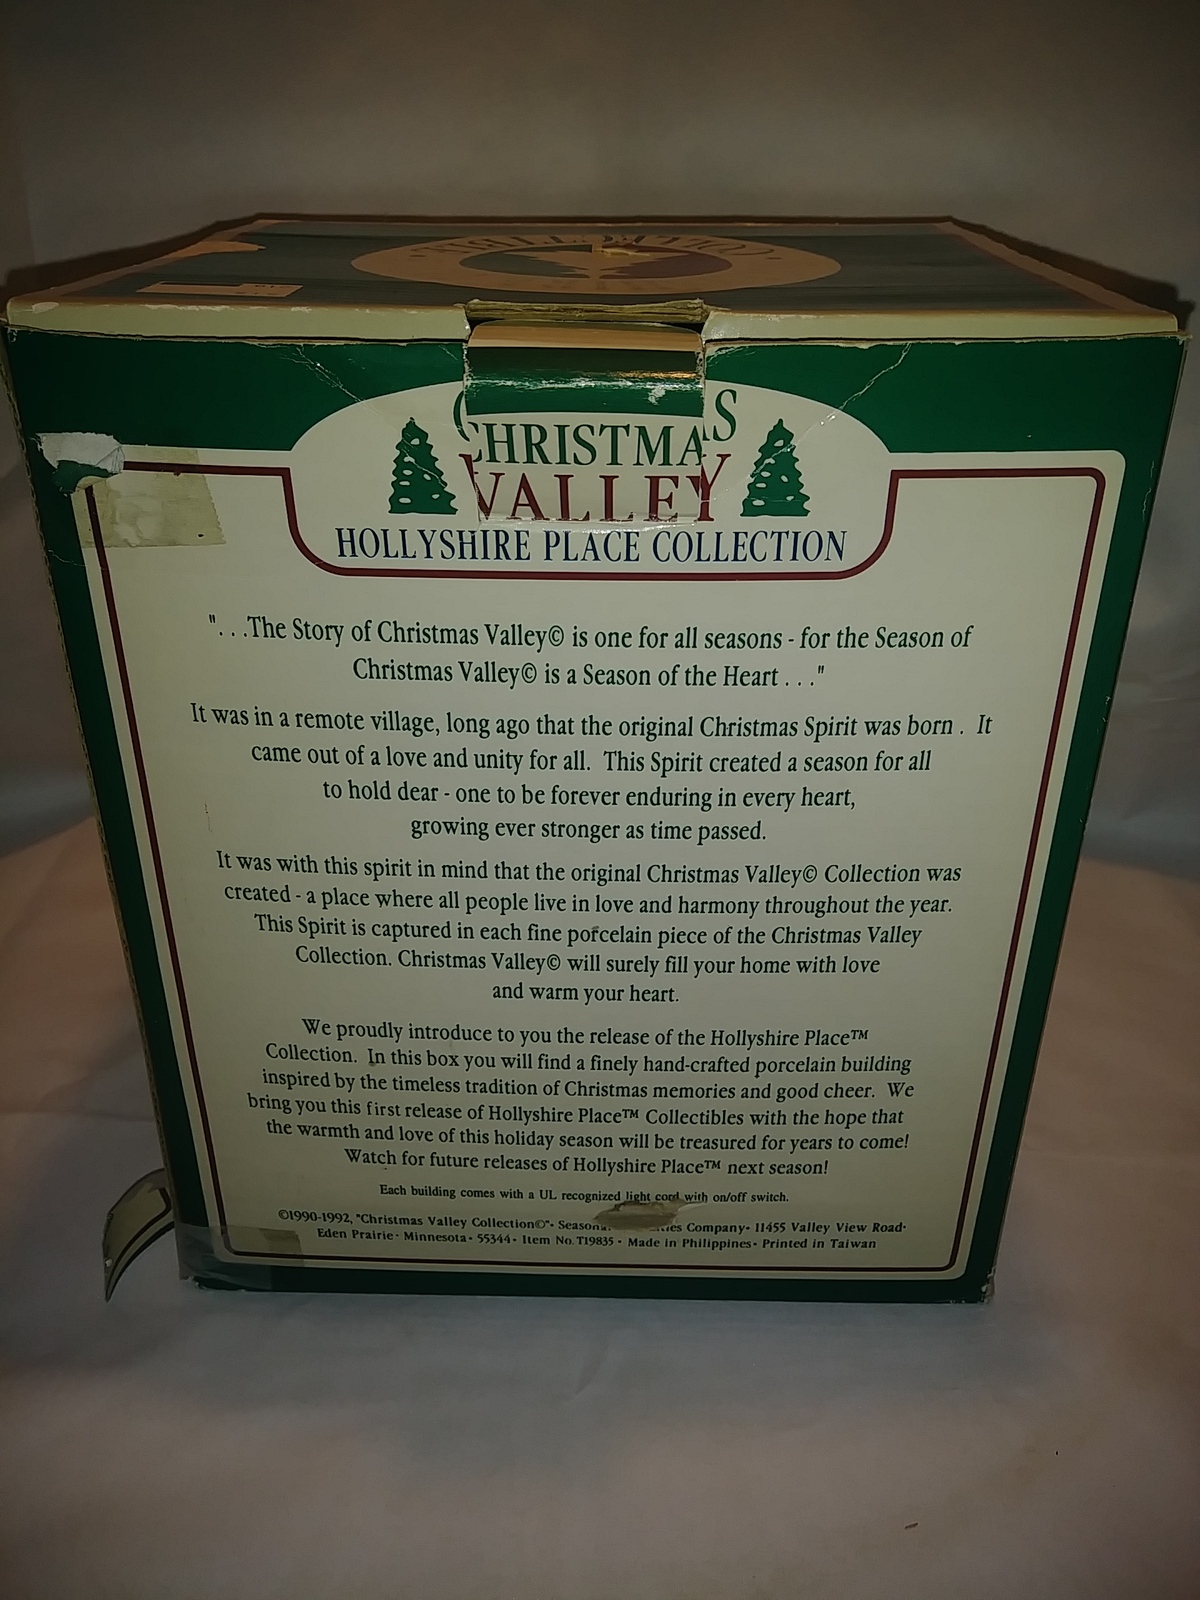 CHRISTMAS
VALLEY
HOLLYSHIRE PLACE COLLECTION
". . .The Story of Christmas Valley© is one for all seasons - for the Season of
Christmas Valley© is a Season of the Heart . . ."
It was in a remote village, long ago that the original Christmas Spirit was born . It
came out of a love and unity for all. This Spirit created a season for all
to hold dear - one to be forever enduring in every heart,
growing ever stronger as time passed.
It was with this spirit in mind that the original Christmas Valley© Collection was
created - a place where all people live in love and harmony throughout the year.
This Spirit is captured in each fine porcelain piece of the Christmas Valley
Collection. Christmas Valley© will surely fill your home with love
and warm your heart.
We proudly introduce to you the release of the Hollyshire Place™
Collection. In this box you will find a finely hand-crafted porcelain building
inspired by the timeless tradition of Christmas memories and good cheer. We
bring you this first release of Hollyshire Place™ Collectibles with the hope that
the warmth and love of this holiday season will be treasured for years to come!
Watch for future releases of Hollyshire Place™ next season!
Each building comes with a UL recognized light cord with on/off switch.
©1990-1992, "Christmas Valley Collection©"• Company• 11455 Valley View Road•
Eden Prairie• Minnesota• 55344• Item No. T19835 • Made in Philippines• Printed in Taiwan